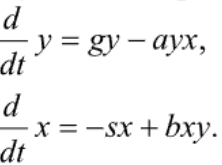 d/dt y = gy − ayx,
d/dt x = −sx + bxy.